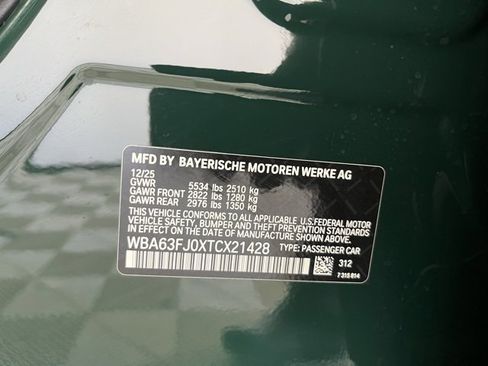 MFD BY BAYERISCHE MOTOREN WERKE AG
12/25
GVWR 5534 lbs 2510 kg
GAWR FRONT 2822 lbs 1280 kg
GAWR REAR 2976 lbs 1350 kg
THIS VEHICLE CONFORMS TO ALL APPLICABLE U.S. FEDERAL MOTOR
VEHICLE SAFETY, BUMPER AND THEFT PREVENTION STANDARDS
IN EFFECT ON THE DATE OF MANUFACTURE SHOWN ABOVE.
WBA63FJ0XTCX21428 TYPE: PASSENGER CAR
312
7 315 814